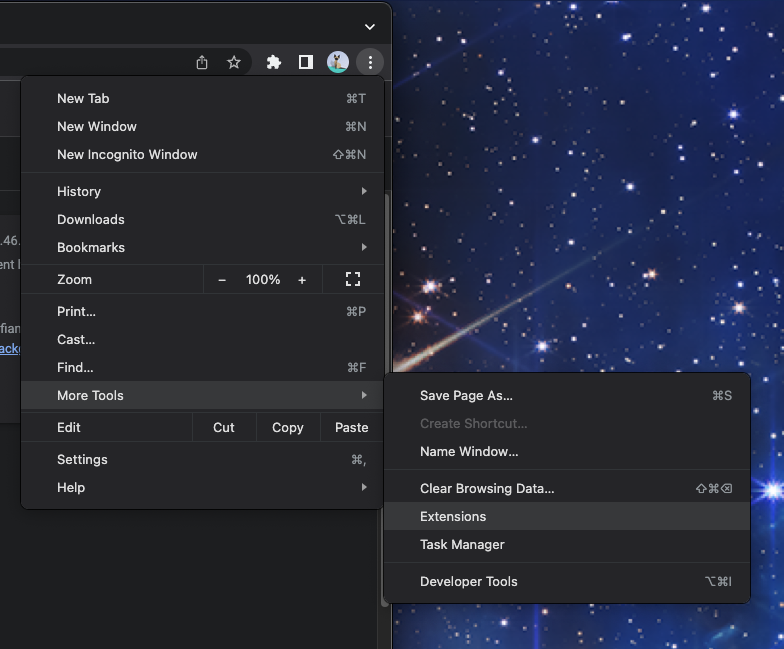 New Tab ⌘T
New Window ⌘N
New Incognito Window ⇧⌘N
History
Downloads ⌥⌘L
.46.
Bookmarks
ent
Zoom − 100% +
Print... ⌘P
fian
Cast...
acke
Find... ⌘F
More Tools
Edit Cut Copy Paste
Settings ⌘,
Help
Save Page As... ⌘S
Create Shortcut...
Name Window...
Clear Browsing Data... ⇧⌘⌫
Extensions
Task Manager
Developer Tools ⌥⌘I